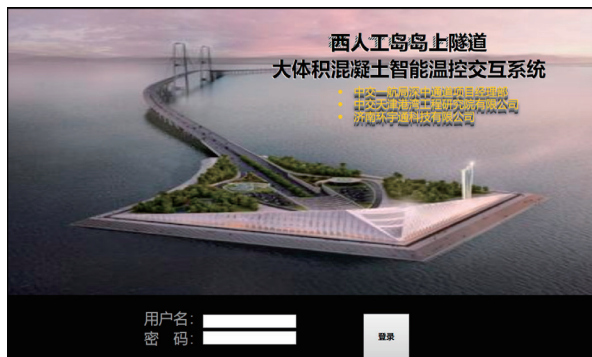 西人工岛岛上隧道
大体积混凝土智能温控交互系统
• 中交一航局深中通道项目总经理部
• 中交天津港湾工程研究院有限公司
• 济南环宇通科技有限公司
用户名：
密 码：
登录